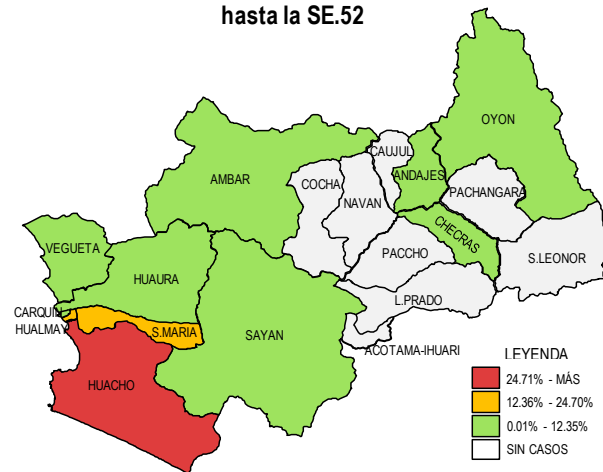 hasta la SE.52
OYON
CAUJUL
ANDAJES
AMBAR
COCHA
NAVAN
PACHANGARA
CHECRAS
VEGUETA
HUAURA
PACCHO
S.LEONOR
L.PRADO
CARQUIN
HUALMAY
S.MARIA
SAYAN
ACOTAMA-IHUARI
HUACHO
LEYENDA
24.71% - MÁS
12.36% - 24.70%
0.01% - 12.35%
SIN CASOS